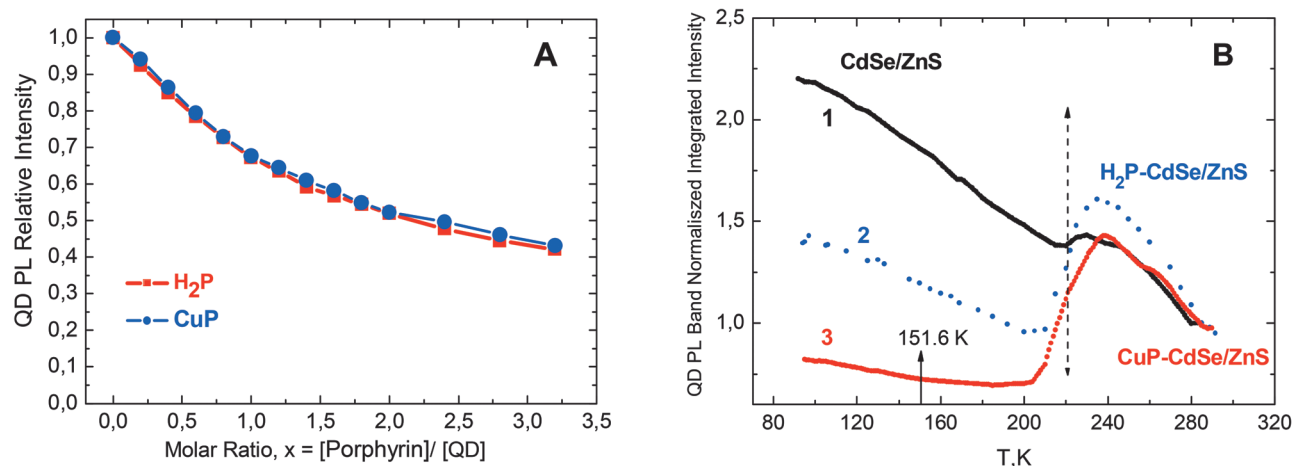 A
QD PL Relative Intensity
1,0
0,9
0,8
0,7
0,6
0,5
0,4
0,3
0,2
0,1
0,0
H2P
CuP
0,0 0,5 1,0 1,5 2,0 2,5 3,0 3,5
Molar Ratio, x = [Porphyrin]/ [QD]
B
QD PL Band Normaliszed Integrated Intensity
2,5
2,0
1,5
1,0
CdSe/ZnS
1
H2P-CdSe/ZnS
2
3
151.6 K
CuP-CdSe/ZnS
80 120 160 200 240 280 320
T,K